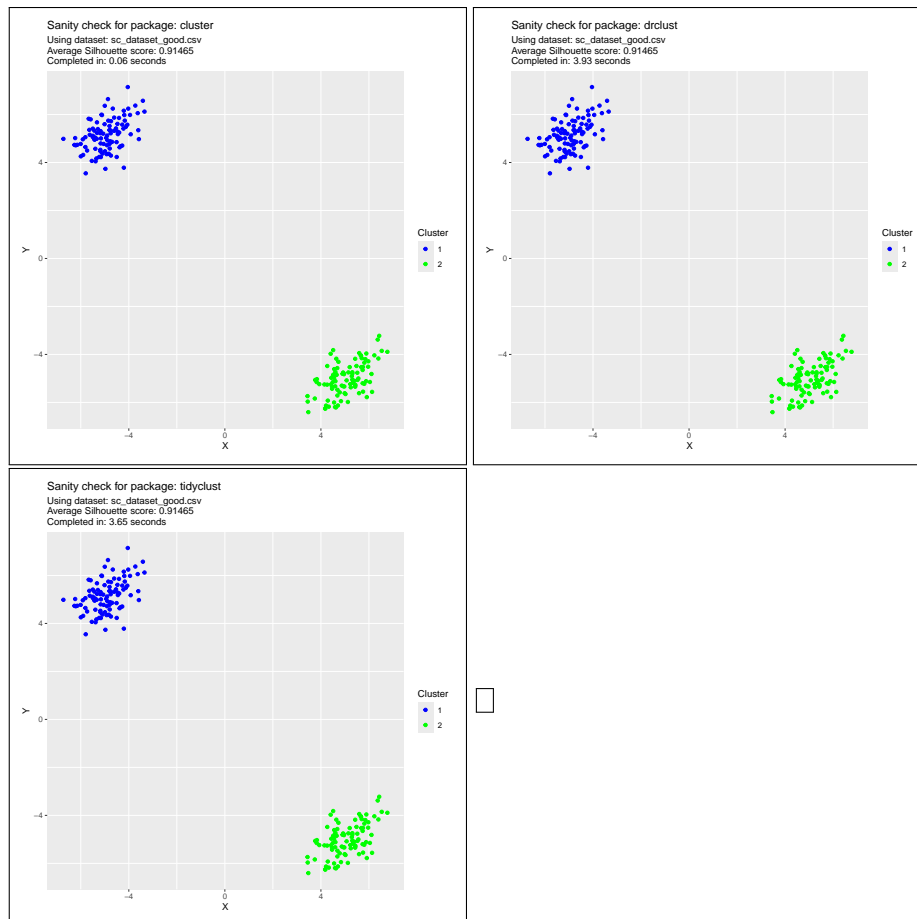 Sanity check for package: cluster
Using dataset: sc_dataset_good.csv
Average Silhouette score: 0.91465
Completed in: 0.06 seconds
4
0
−4
Y
−4
0
4
X
Cluster
1
2
Sanity check for package: drclust
Using dataset: sc_dataset_good.csv
Average Silhouette score: 0.91465
Completed in: 3.93 seconds
4
0
−4
Y
−4
0
4
X
Cluster
1
2
Sanity check for package: tidyclust
Using dataset: sc_dataset_good.csv
Average Silhouette score: 0.91465
Completed in: 3.65 seconds
4
0
−4
Y
−4
0
4
X
Cluster
1
2